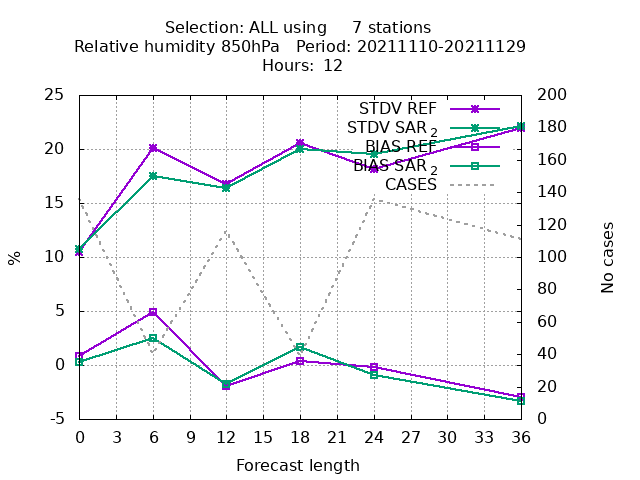 Selection: ALL using     7 stations
Relative humidity 850hPa   Period: 20211110-20211129
Hours:  12
STDV REF
STDV SAR 2
BIAS REF
BIAS SAR 2
CASES
25
20
15
10
5
0
-5
%
200
180
160
140
120
100
80
60
40
20
0
No cases
0 3 6 9 12 15 18 21 24 27 30 33 36
Forecast length